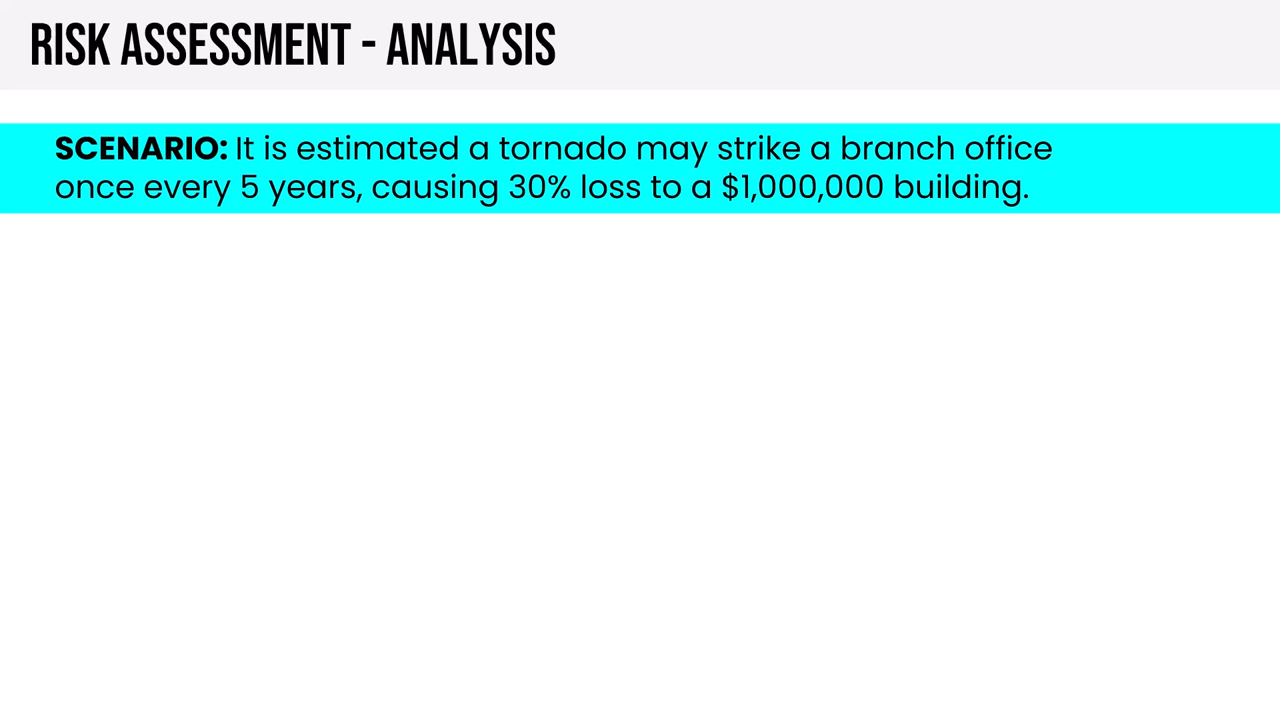 RISK ASSESSMENT - ANALYSIS
SCENARIO: It is estimated a tornado may strike a branch office
once every 5 years, causing 30% loss to a $1,000,000 building.